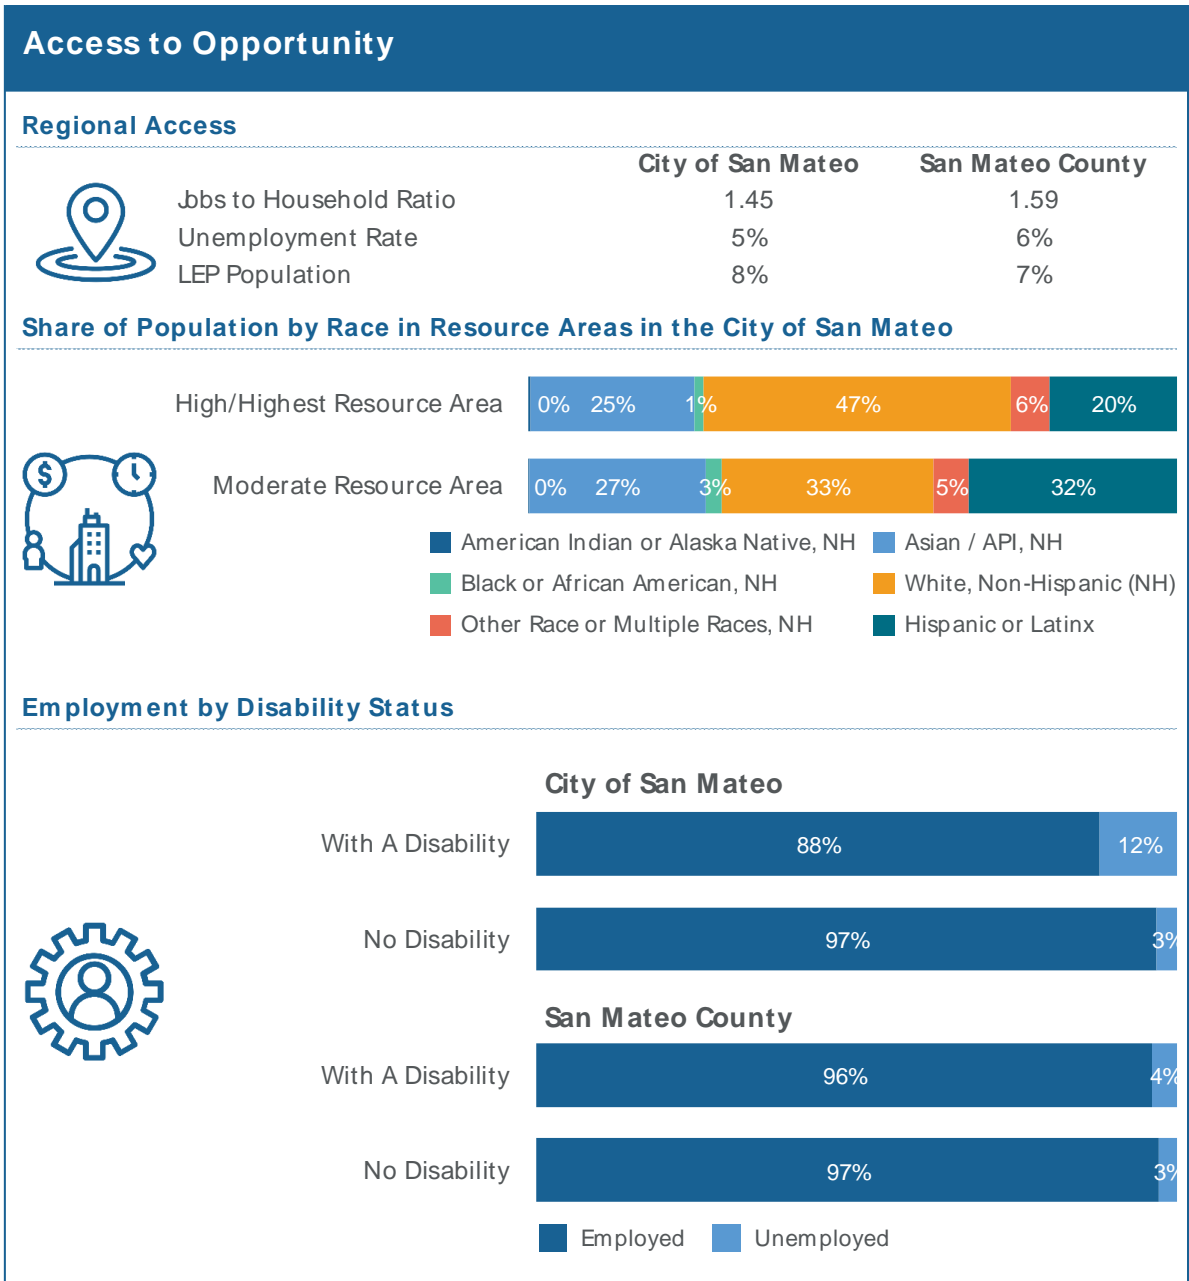 Access to Opportunity
Regional Access
City of San Mateo San Mateo County
Jobs to Household Ratio 1.45 1.59
Unemployment Rate 5% 6%
LEP Population 8% 7%
Share of Population by Race in Resource Areas in the City of San Mateo
High/Highest Resource Area 0% 25% 1% 47% 6% 20%
$
Moderate Resource Area 0% 27% 3% 33% 5% 32%
American Indian or Alaska Native, NH Asian / API, NH
Black or African American, NH White, Non-Hispanic (NH)
Other Race or Multiple Races, NH Hispanic or Latinx
Employment by Disability Status
City of San Mateo
With A Disability 88% 12%
No Disability 97% 3%
San Mateo County
With A Disability 96% 4%
No Disability 97% 3%
Employed Unemployed